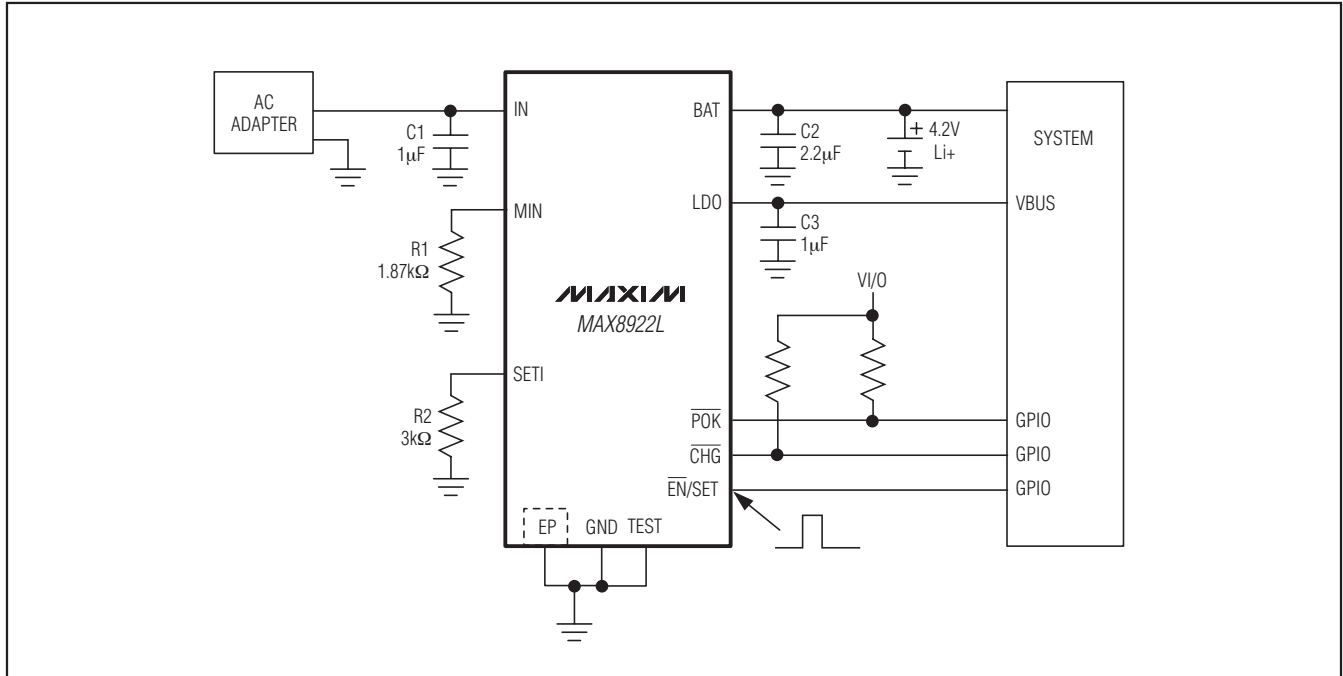 AC
ADAPTER
C1
1µF
IN
MIN
R1
1.87kΩ
SETI
R2
3kΩ
MAXIM
MAX8922L
EP
GND
TEST
BAT
C2
2.2µF
+ 4.2V
Li+
LDO
C3
1µF
VI/O
POK
CHG
EN/SET
SYSTEM
VBUS
GPIO
GPIO
GPIO